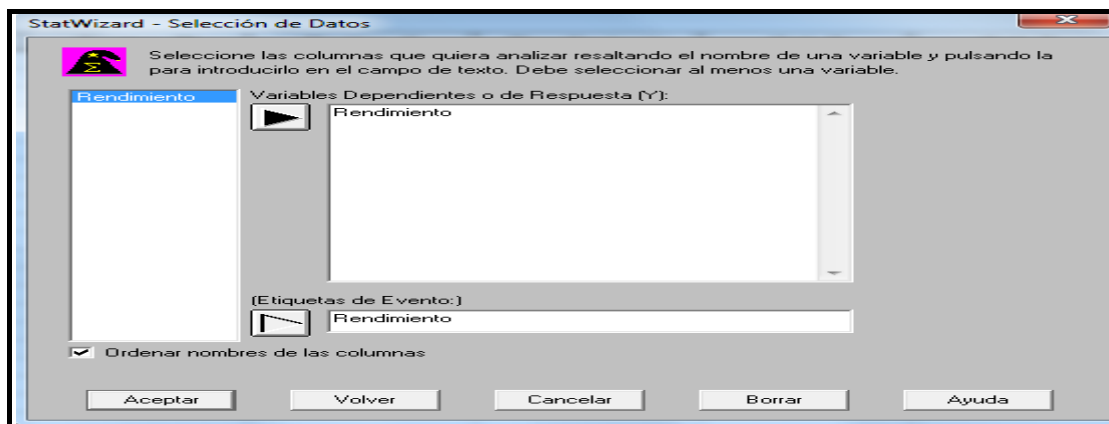 StatWizard - Selección de Datos
Seleccione las columnas que quiera analizar resaltando el nombre de una variable y pulsando la
para introducirlo en el campo de texto. Debe seleccionar al menos una variable.
Rendimiento
Variables Dependientes o de Respuesta (Y):
Rendimiento
(Etiquetas de Evento:)
Rendimiento
Ordenar nombres de las columnas
Aceptar Volver Cancelar Borrar Ayuda